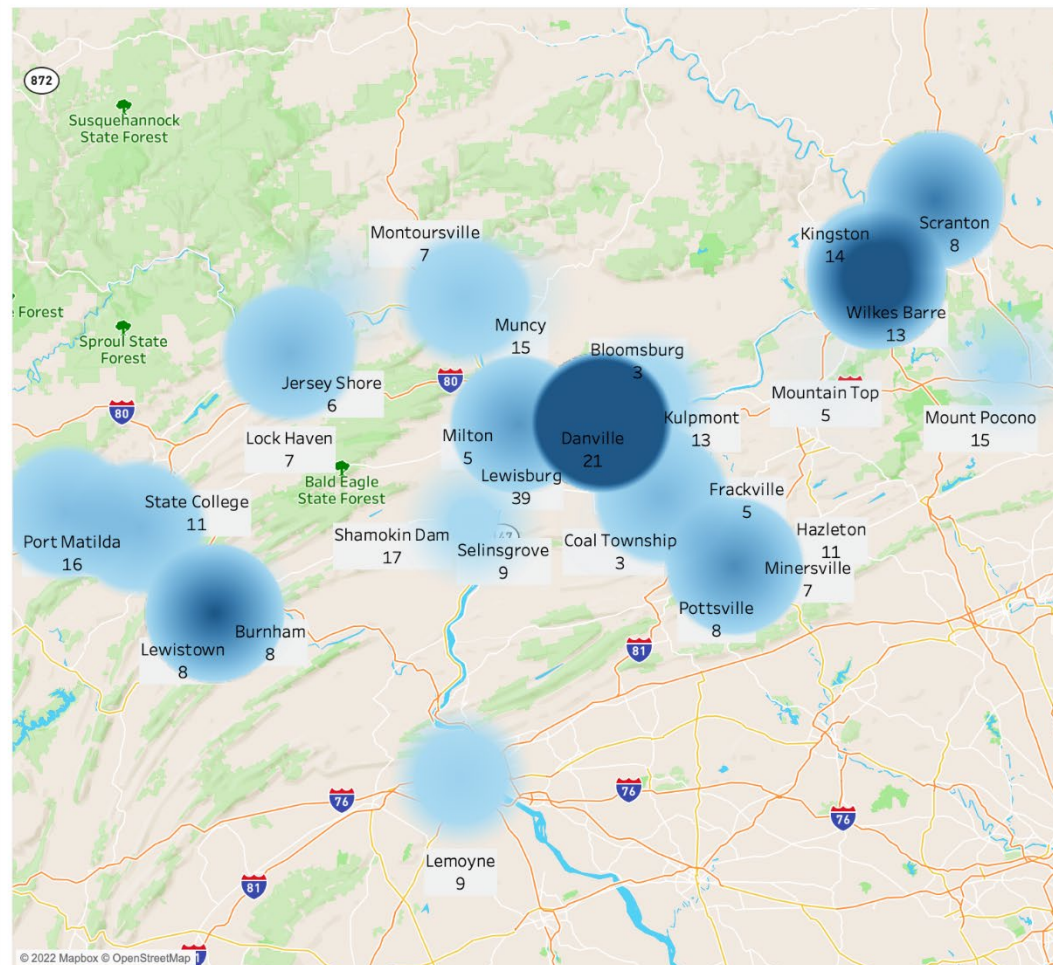 872
Susquehannock
State Forest
Scranton
8
Kingston
14
Montoursville
7
e Forest
Sproul State
Forest
Wilkes Barre
13
Muncy
15
Bloomsburg
3
80
80
Jersey Shore
6
Mountain Top
5
Mount Pocono
15
Kulpmont
13
Lock Haven
7
Milton
5
Danville
21
Bald Eagle
State Forest
Lewisburg
39
Frackville
5
State College
11
Port Matilda
16
Shamokin Dam
17
Selinsgrove
9
Coal Township
3
Hazleton
11
Minersville
7
Pottsville
8
Burnham
8
Lewistown
8
81
76
76
76
Lemoyne
9
81
© 2022 Mapbox © OpenStreetMap